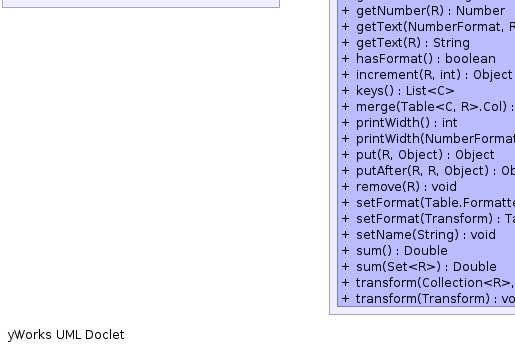 + getNumber(R) : Number
+ getText(NumberFormat, R
+ getText(R) : String
+ hasFormat() : boolean
+ increment(R, int) : Object
+ keys() : List<C>
+ merge(Table<C, R>.Col) :
+ printWidth() : int
+ printWidth(NumberFormat
+ put(R, Object) : Object
+ putAfter(R, R, Object) : Ob
+ remove(R) : void
+ setFormat(Table.Formatte
+ setFormat(Transform) : Ta
+ setName(String) : void
+ sum() : Double
+ sum(Set<R>) : Double
+ transform(Collection<R>,
+ transform(Transform) : vo
yWorks UML Doclet